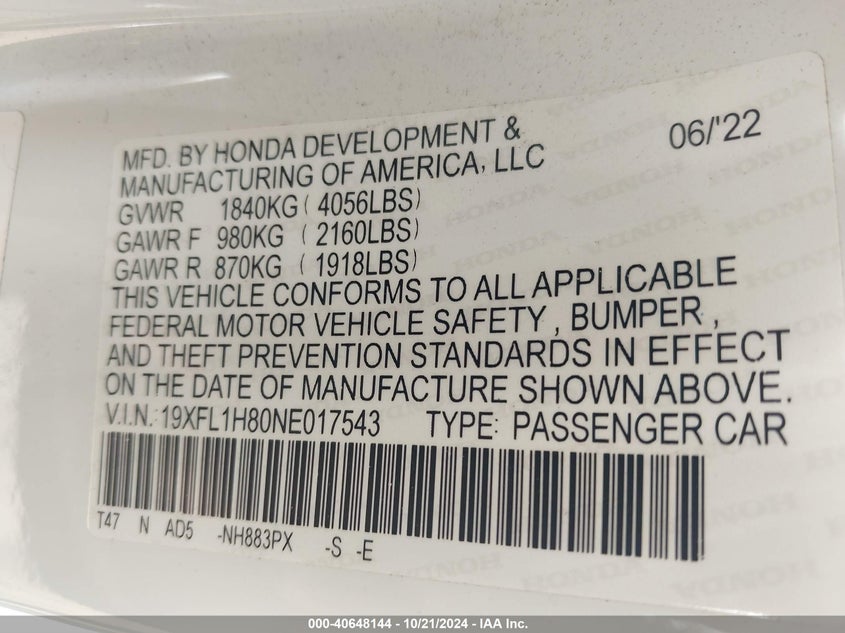 MFD. BY HONDA DEVELOPMENT &
MANUFACTURING OF AMERICA, LLC
06/'22
GVWR 1840KG ( 4056LBS)
GAWR F 980KG ( 2160LBS)
GAWR R 870KG ( 1918LBS)
THIS VEHICLE CONFORMS TO ALL APPLICABLE
FEDERAL MOTOR VEHICLE SAFETY , BUMPER ,
AND THEFT PREVENTION STANDARDS IN EFFECT
ON THE DATE OF MANUFACTURE SHOWN ABOVE.
V.I.N.: 19XFL1H80NE017543 TYPE: PASSENGER CAR
T47 N AD5 -NH883PX -S -E
000-40648144 - 10/21/2024 - IAA Inc.